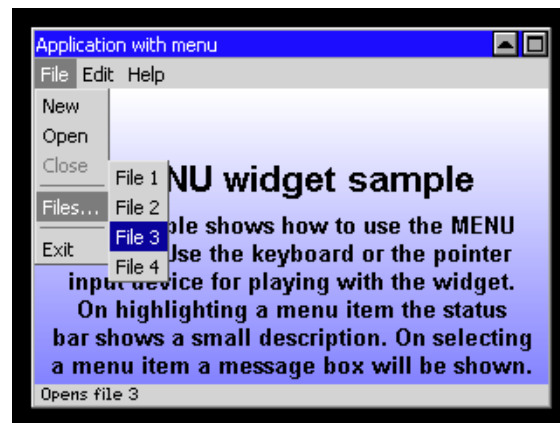 Application with menu
File Edit Help
New
Open
Close
Files...
Exit
File 1
File 2
File 3
File 4
NU widget sample
ple shows how to use the MENU
Use the keyboard or the pointer
input device for playing with the widget.
On highlighting a menu item the status
bar shows a small description. On selecting
a menu item a message box will be shown.
Opens file 3